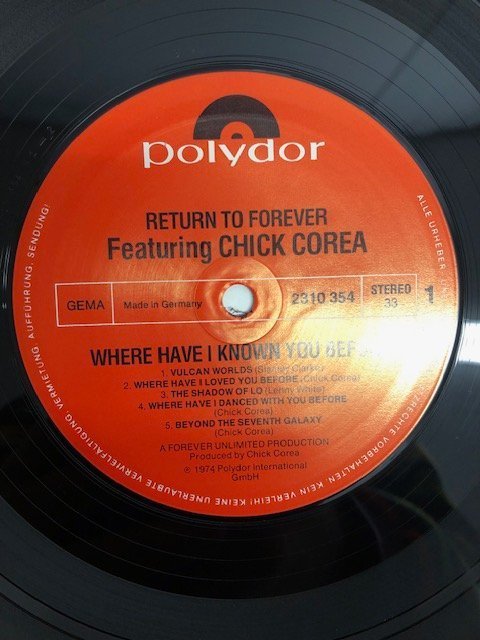 polydor
RETURN TO FOREVER
Featuring CHICK COREA
GEMA
Made in Germany
2310 354
STEREO
33
1
WHERE HAVE I KNOWN YOU BEFO
1. VULCAN WORLDS (Stanley Clarke)
2. WHERE HAVE I LOVED YOU BEFORE (Chick Corea)
3. THE SHADOW OF LO (Lenny White)
4. WHERE HAVE I DANCED WITH YOU BEFORE
(Chick Corea)
5. BEYOND THE SEVENTH GALAXY
(Chick Corea)
A FOREVER UNLIMITED PRODUCTION
Produced by Chick Corea
℗ 1974 Polydor International
GmbH
ALLE URHEBER-
RECHTE VORBEHALTEN. KEIN VERLEIH! KEINE UNERLAUBTE VERVIELFÄLTIGUNG, VERMIETUNG, AUFFÜHRUNG, SENDUNG!